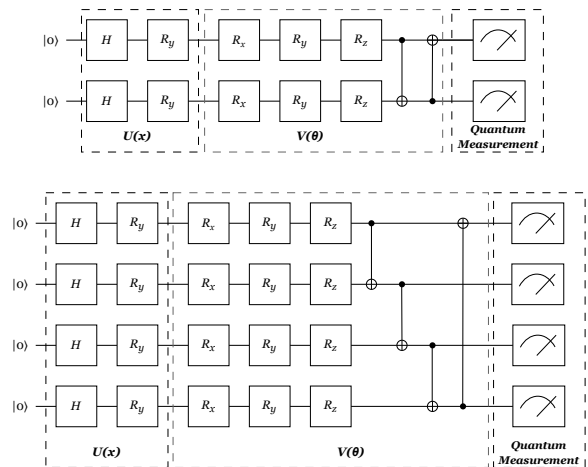 |0⟩ H R_y R_x R_y R_z
|0⟩ H R_y R_x R_y R_z
U(x) V(θ) Quantum
Measurement
|0⟩ H R_y R_x R_y R_z
|0⟩ H R_y R_x R_y R_z
|0⟩ H R_y R_x R_y R_z
|0⟩ H R_y R_x R_y R_z
U(x) V(θ) Quantum
Measurement